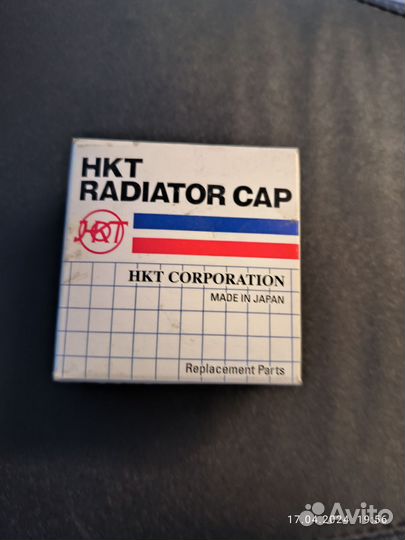 HKT
RADIATOR CAP
HKT
HKT CORPORATION
MADE IN JAPAN
Replacement Parts
17.04.2024 19:56
Avito